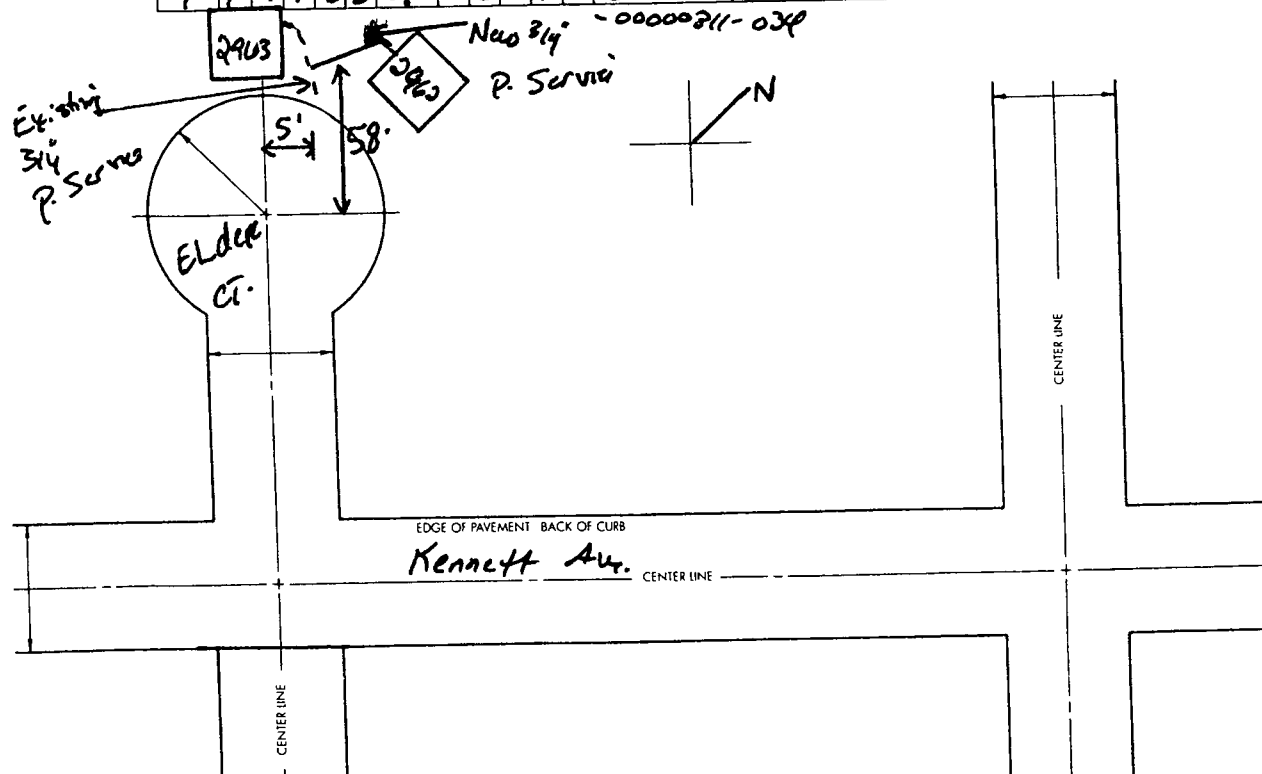 2963
2962
New 3/4"
P. Service
-00000311-034
Existing
3/4"
P. Service
5'
58'
N
Elder
CT.
CENTER LINE
EDGE OF PAVEMENT BACK OF CURB
Kennett Av.
CENTER LINE
CENTER LINE